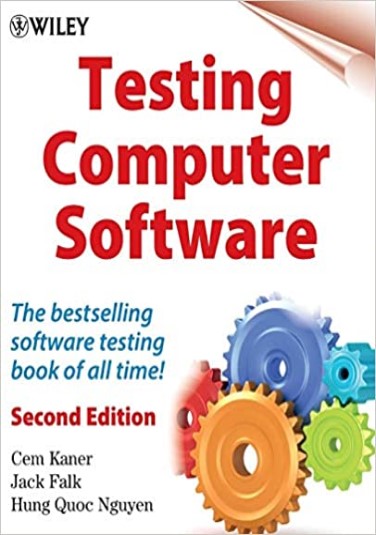 WILEY
Testing
Computer
Software
The bestselling
software testing
book of all time!
Second Edition
Cem Kaner
Jack Falk
Hung Quoc Nguyen